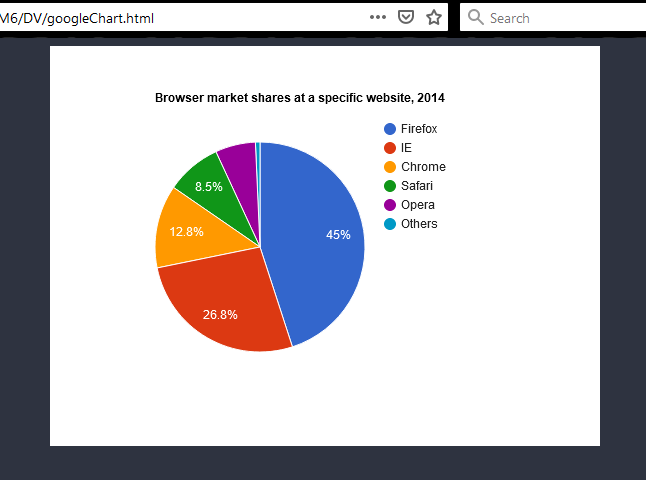 M6/DV/googleChart.html
Search
Browser market shares at a specific website, 2014
Firefox
IE
Chrome
Safari
Opera
Others
8.5%
12.8%
45%
26.8%